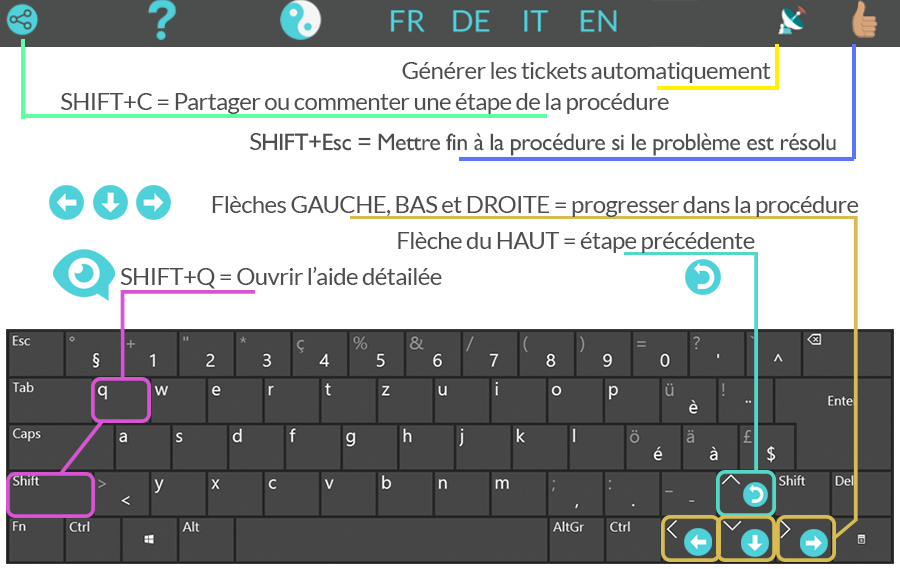 ? FR DE IT EN
Générer les tickets automatiquement
SHIFT+C = Partager ou commenter une étape de la procédure
SHIFT+Esc = Mettre fin à la procédure si le problème est résolu
Flèches GAUCHE, BAS et DROITE = progresser dans la procédure
Flèche du HAUT = étape précédente
SHIFT+Q = Ouvrir l'aide détailée
Esc ° § + 1 " 2 * 3 ç 4 % 5 & 6 / 7 ( 8 ) 9 = 0 ? ' ` ^
Tab q w e r t z u i o p ü è ! ¨ Enter
Caps a s d f g h j k l ö é ä à £ $
Shift > < y x c v b n m ; , : . _ - Shift Del
Fn Ctrl Alt AltGr Ctrl